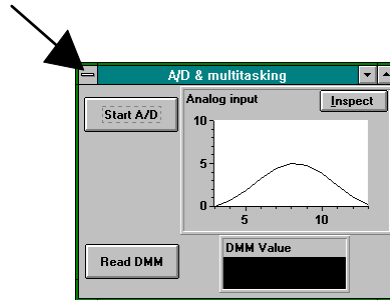 A/D & multitasking
Start A/D
Analog input
Inspect
10
5
0
5 10
Read DMM
DMM Value